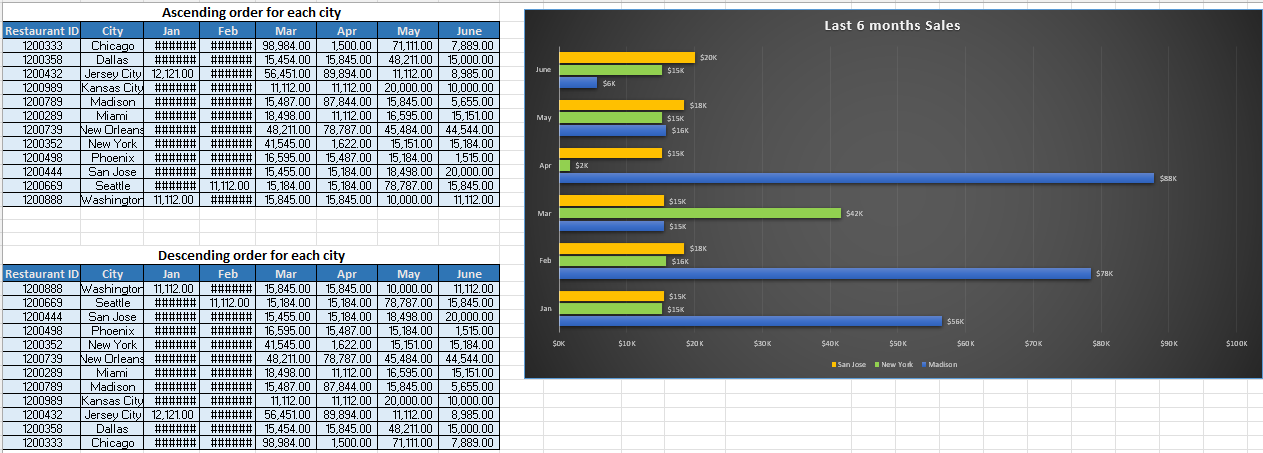 Ascending order for each city
Restaurant ID City Jan Feb Mar Apr May June
1200333 Chicago ###### ###### 98,984.00 1,500.00 71,111.00 7,889.00
1200358 Dallas ###### ###### 15,454.00 15,845.00 48,211.00 15,000.00
1200432 Jersey City 12,121.00 ###### 56,451.00 89,894.00 11,112.00 8,985.00
1200989 Kansas City ###### ###### 11,112.00 11,112.00 20,000.00 10,000.00
1200789 Madison ###### ###### 15,487.00 87,844.00 15,845.00 5,655.00
1200289 Miami ###### ###### 18,498.00 11,112.00 16,595.00 15,151.00
1200739 New Orleans ###### ###### 48,211.00 78,787.00 45,484.00 44,544.00
1200352 New York ###### ###### 41,545.00 1,622.00 15,151.00 15,184.00
1200498 Phoenix ###### ###### 16,595.00 15,487.00 15,184.00 1,515.00
1200444 San Jose ###### ###### 15,455.00 15,184.00 18,498.00 20,000.00
1200669 Seattle ###### 11,112.00 15,184.00 15,184.00 78,787.00 15,845.00
1200888 Washington 11,112.00 ###### 15,845.00 15,845.00 10,000.00 11,112.00
Descending order for each city
Restaurant ID City Jan Feb Mar Apr May June
1200888 Washington 11,112.00 ###### 15,845.00 15,845.00 10,000.00 11,112.00
1200669 Seattle ###### 11,112.00 15,184.00 15,184.00 78,787.00 15,845.00
1200444 San Jose ###### ###### 15,455.00 15,184.00 18,498.00 20,000.00
1200498 Phoenix ###### ###### 16,595.00 15,487.00 15,184.00 1,515.00
1200352 New York ###### ###### 41,545.00 1,622.00 15,151.00 15,184.00
1200739 New Orleans ###### ###### 48,211.00 78,787.00 45,484.00 44,544.00
1200289 Miami ###### ###### 18,498.00 11,112.00 16,595.00 15,151.00
1200789 Madison ###### ###### 15,487.00 87,844.00 15,845.00 5,655.00
1200989 Kansas City ###### ###### 11,112.00 11,112.00 20,000.00 10,000.00
1200432 Jersey City 12,121.00 ###### 56,451.00 89,894.00 11,112.00 8,985.00
1200358 Dallas ###### ###### 15,454.00 15,845.00 48,211.00 15,000.00
1200333 Chicago ###### ###### 98,984.00 1,500.00 71,111.00 7,889.00
Last 6 months Sales
$20K
June $15K
$6K
$18K
May $15K
$16K
$15K
Apr $2K
$88K
$15K
Mar $42K
$15K
$18K
Feb $16K
$78K
$15K
Jan $15K
$56K
$0K $10K $20K $30K $40K $50K $60K $70K $80K $90K $100K
San Jose New York Madison